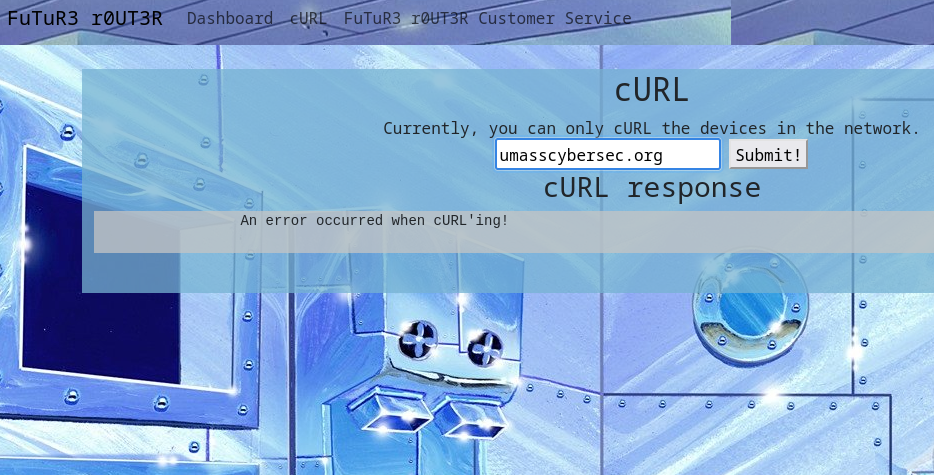 FuTuR3 r0UT3R Dashboard cURL FuTuR3 r0UT3R Customer Service
cURL
Currently, you can only cURL the devices in the network.
umasscybersec.org Submit!
cURL response
An error occurred when cURL'ing!